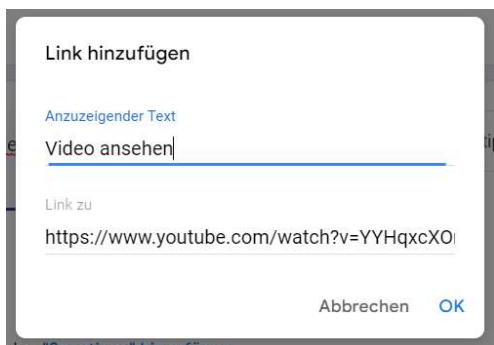 Link hinzufügen
Anzuzeigender Text
Video ansehen
Link zu
https://www.youtube.com/watch?v=YYHqxcXO
Abbrechen OK